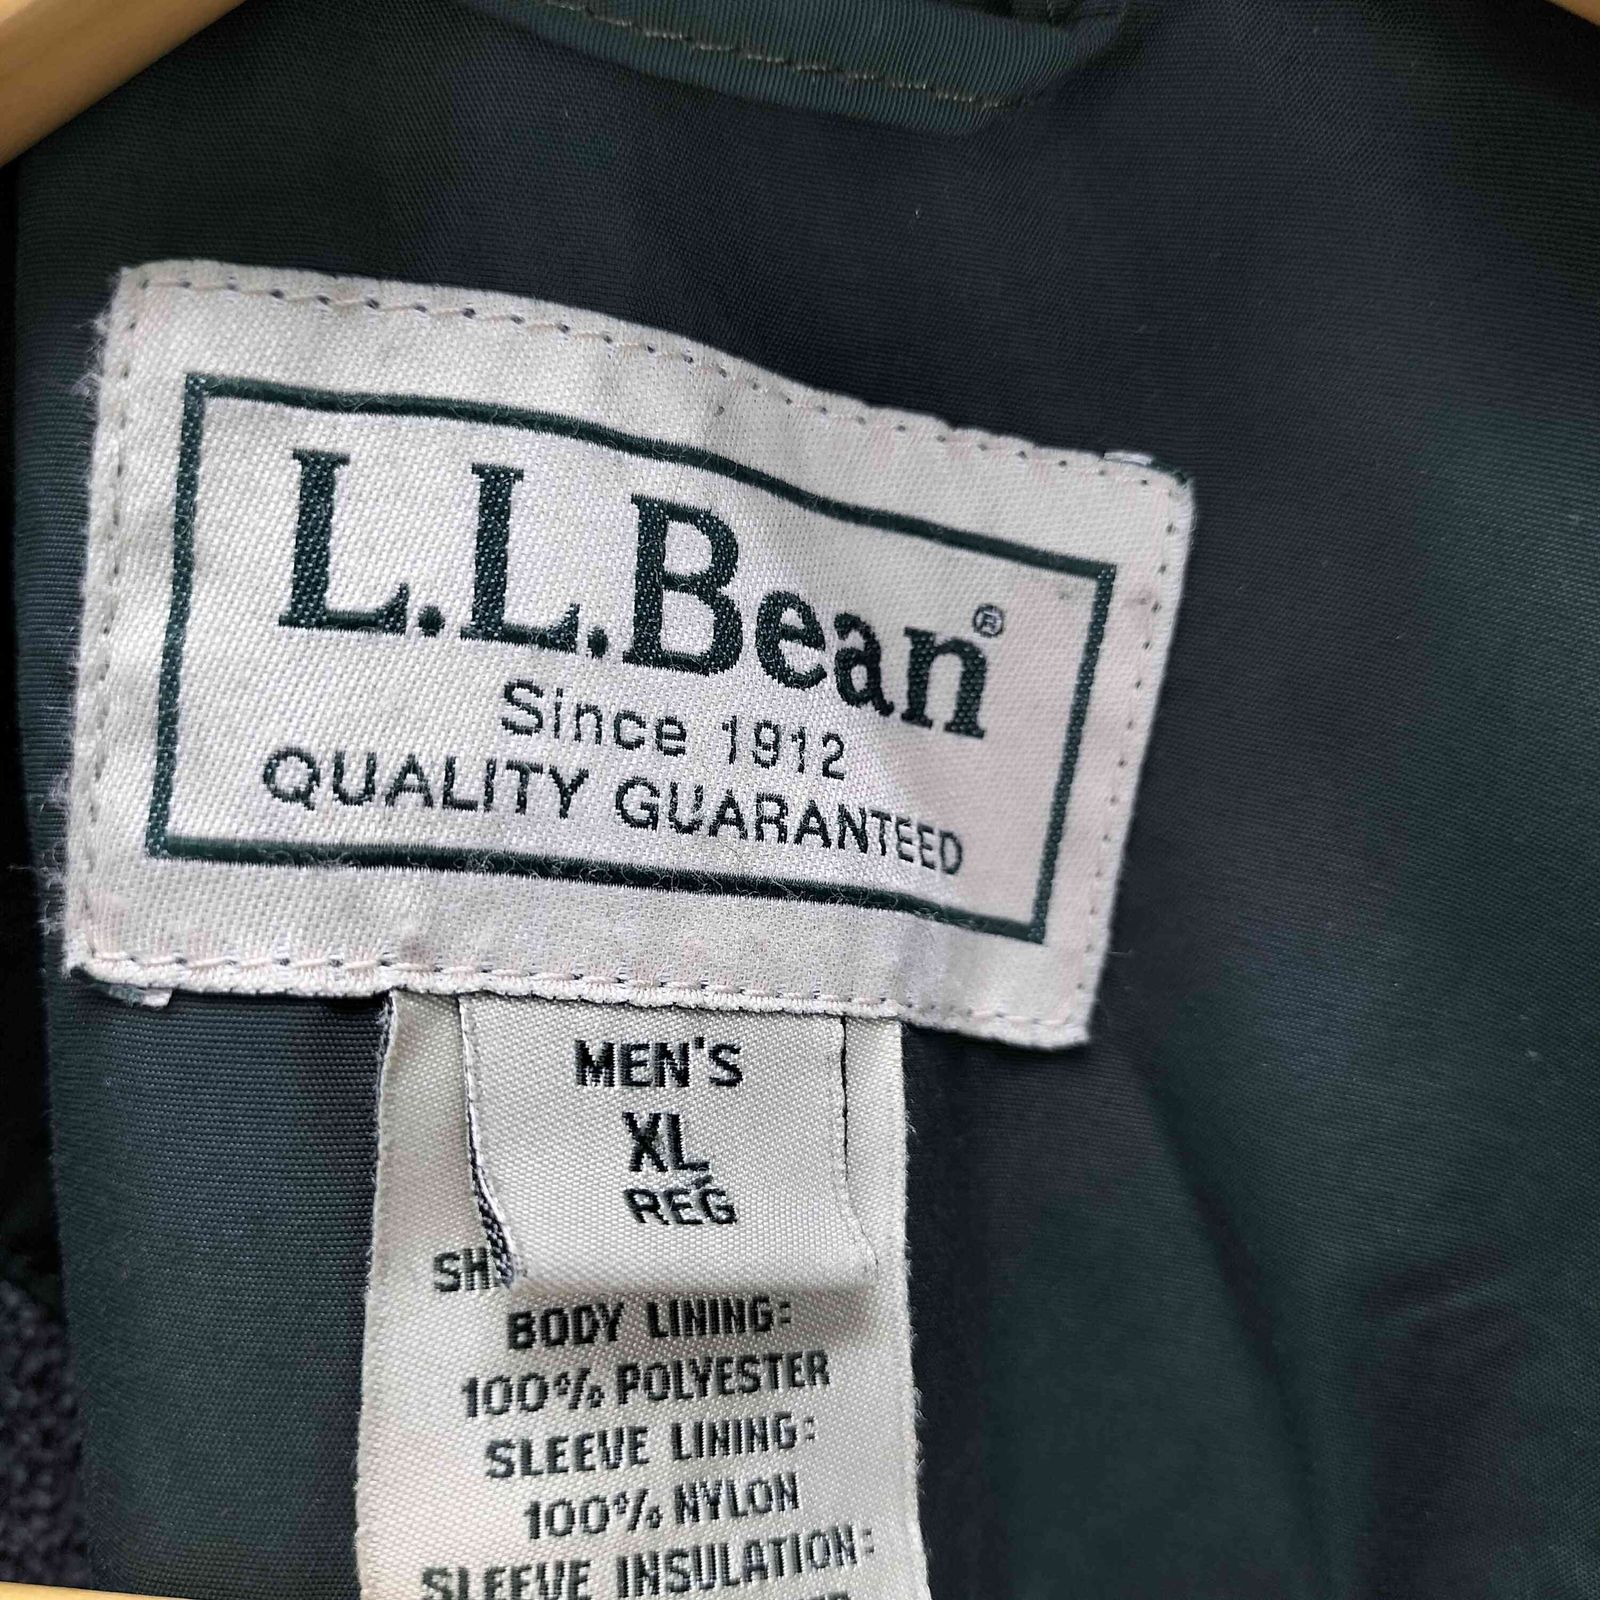 L.L.Bean®
Since 1912
QUALITY GUARANTEED
MEN'S
XL
REG
BODY LINING:
100% POLYESTER
SLEEVE LINING:
100% NYLON
SLEEVE INSULATION: